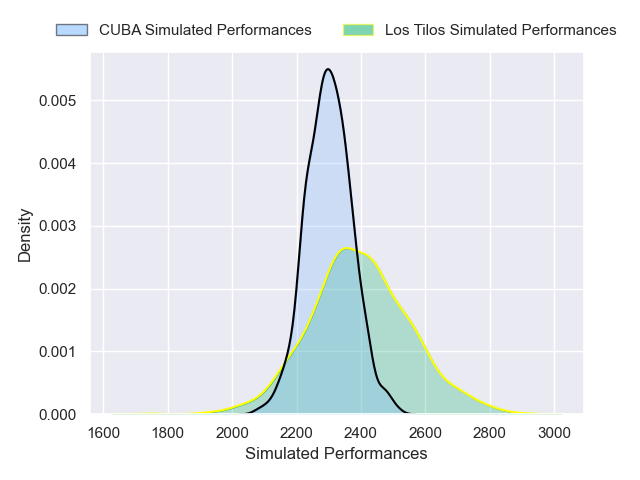 CUBA Simulated Performances Los Tilos Simulated Performances
0.005
0.004
0.003
0.002
0.001
0.000
Density
1600 1800 2000 2200 2400 2600 2800 3000
Simulated Performances